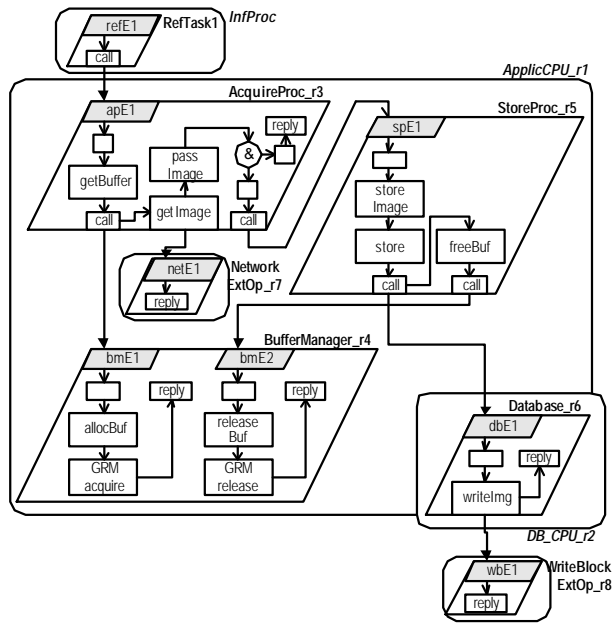 InfProc
refE1
RefTask1
call
ApplicCPU_r1
AcquireProc_r3
StoreProc_r5
apE1
reply
spE1
pass
Image
&
getBuffer
getImage
call
call
store
Image
store
freeBuf
call
call
netE1
Network
ExtOp_r7
reply
BufferManager_r4
bmE1
bmE2
reply
reply
allocBuf
release
Buf
GRM
acquire
GRM
release
Database_r6
dbE1
reply
writeImg
DB_CPU_r2
wbE1
WriteBlock
ExtOp_r8
reply